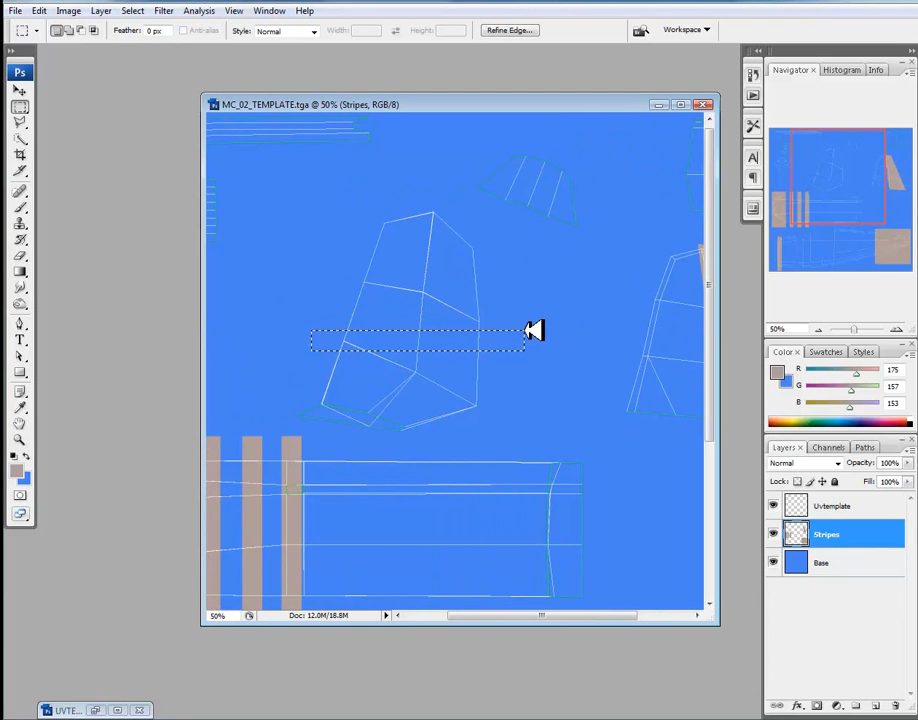 File Edit Image Layer Select Filter Analysis View Window Help
Feather: 0 px Anti-alias Style: Normal Width: Height: Refine Edge... Workspace
Ps
MC_02_TEMPLATE.tga @ 50% (Stripes, RGB/8)
Navigator Histogram Info
50%
Color Swatches Styles
R 175
G 157
B 153
Layers Channels Paths
Normal Opacity: 100%
Lock: Fill: 100%
Uvtemplate
Stripes
Base
50% Doc: 12.0M/18.8M
UVTE...